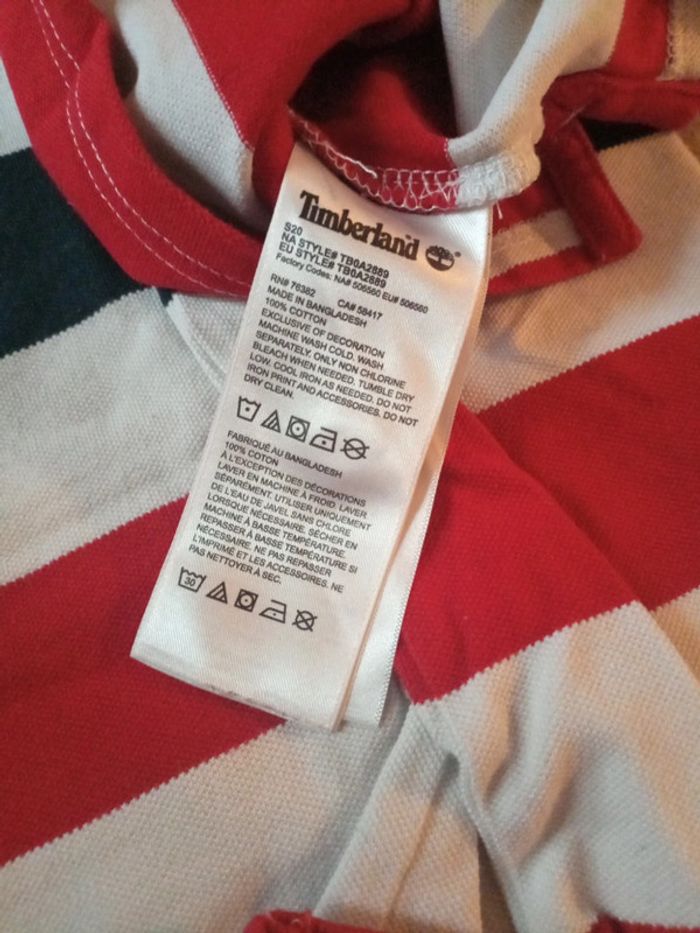 Timberland
S20
NA STYLE# TB0A2889
EU STYLE# TB0A2889
Factory Codes: NA# 506560 EU# 506560
RN# 76382 CA# 58417
MADE IN BANGLADESH
100% COTTON
EXCLUSIVE OF DECORATION
MACHINE WASH COLD. WASH
SEPARATELY. ONLY NON CHLORINE
BLEACH WHEN NEEDED. TUMBLE DRY
LOW. COOL IRON AS NEEDED. DO NOT
IRON PRINT AND ACCESSORIES. DO NOT
DRY CLEAN.
FABRIQUÉ AU BANGLADESH
100% COTON
À L'EXCEPTION DES DÉCORATIONS
LAVER EN MACHINE À FROID. LAVER
SÉPARÉMENT. UTILISER UNIQUEMENT
DE L'EAU DE JAVEL SANS CHLORE
LORSQUE NÉCESSAIRE. SÉCHER EN
MACHINE À BASSE TEMPÉRATURE.
REPASSER À BASSE TEMPÉRATURE SI
NÉCESSAIRE. NE PAS REPASSER
L'IMPRIMÉ ET LES ACCESSOIRES. NE
PAS NETTOYER À SEC.
30